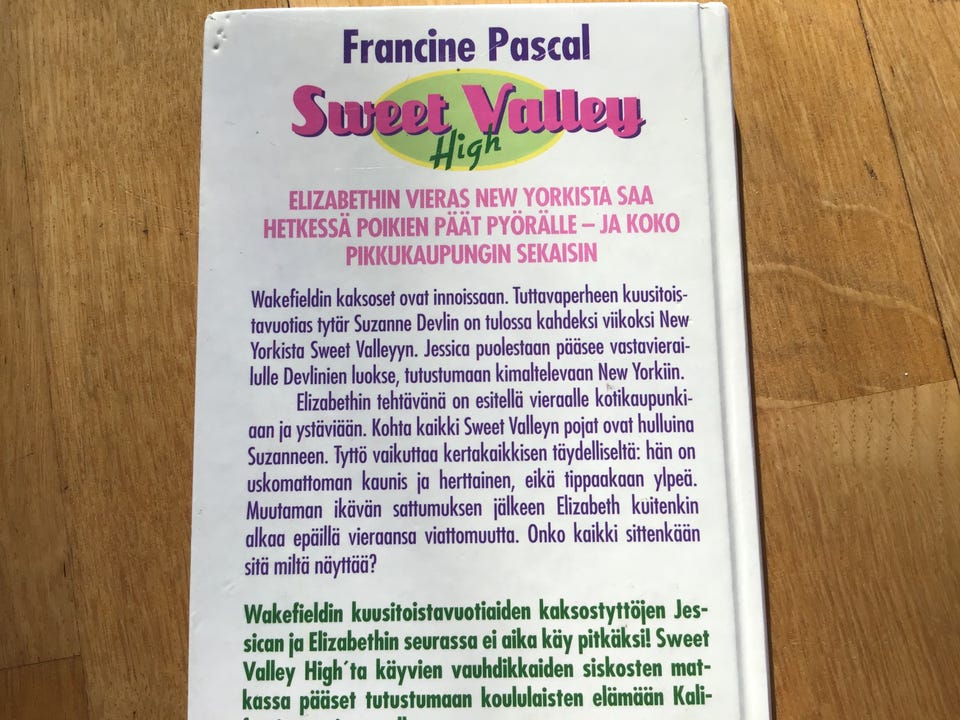 Francine Pascal
Sweet Valley
High
ELIZABETHIN VIERAS NEW YORKISTA SAA
HETKESSÄ POIKIEN PÄÄT PYÖRÄLLE – JA KOKO
PIKKUKAUPUNGIN SEKAISIN
Wakefieldin kaksoset ovat innoissaan. Tuttavaperheen kuusitois-
tavuotias tytär Suzanne Devlin on tulossa kahdeksi viikoksi New
Yorkista Sweet Valleyyn. Jessica puolestaan pääsee vastavierai-
lulle Devlinien luokse, tutustumaan kimaltelevaan New Yorkiin.
Elizabethin tehtävänä on esitellä vieraalle kotikaupunki-
aan ja ystäviään. Kohta kaikki Sweet Valleyn pojat ovat hulluina
Suzanneen. Tyttö vaikuttaa kertakaikkisen täydelliseltä: hän on
uskomattoman kaunis ja herttainen, eikä tippaakaan ylpeä.
Muutaman ikävän sattumuksen jälkeen Elizabeth kuitenkin
alkaa epäillä vieraansa viattomuutta. Onko kaikki sittenkään
sitä miltä näyttää?
Wakefieldin kuusitoistavuotiaiden kaksostyttöjen Jes-
sican ja Elizabethin seurassa ei aika käy pitkäksi! Sweet
Valley High´ta käyvien vauhdikkaiden siskosten mat-
kassa pääset tutustumaan koululaisten elämään Kali-